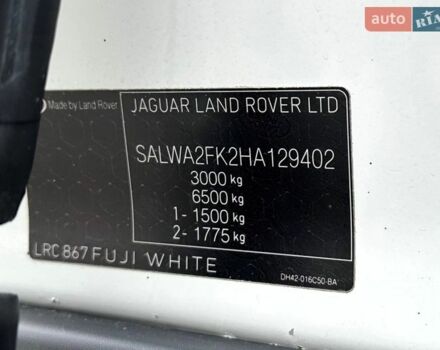 auto RIA.com
Made by Land Rover
JAGUAR LAND ROVER LTD
SALWA2FK2HA129402
3000 kg
6500 kg
1- 1500 kg
2- 1775 kg
LRC 867 FUJI WHITE
DH42-016C50-BA